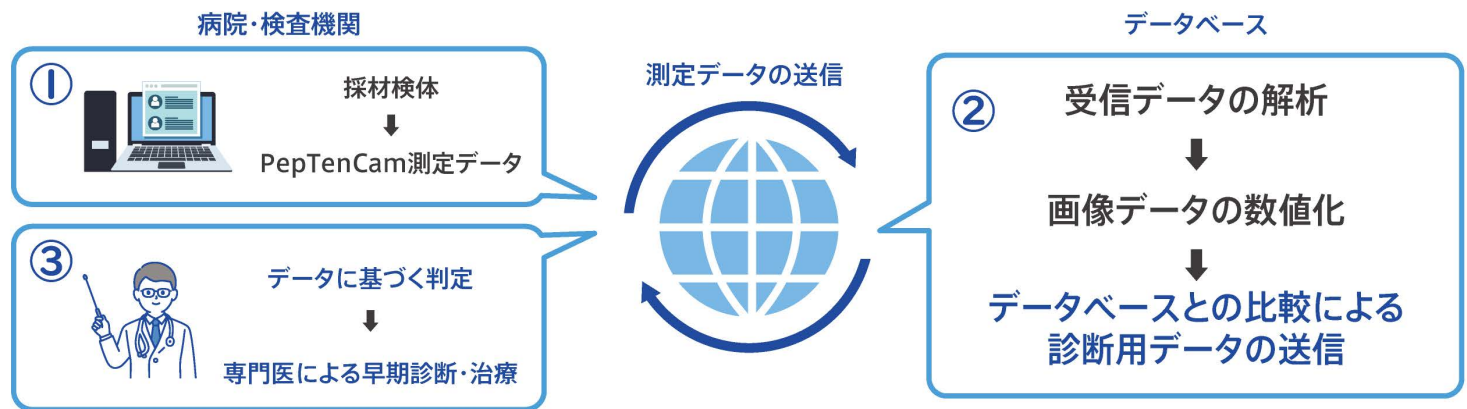 病院・検査機関
①
採材検体
⬇
PepTenCam測定データ
測定データの送信
データベース
②
受信データの解析
⬇
画像データの数値化
⬇
データベースとの比較による
診断用データの送信
③
データに基づく判定
⬇
専門医による早期診断・治療